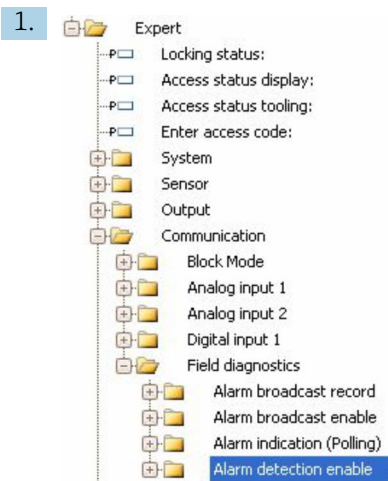 1.
Expert
Locking status:
Access status display:
Access status tooling:
Enter access code:
System
Sensor
Output
Communication
Block Mode
Analog input 1
Analog input 2
Digital input 1
Field diagnostics
Alarm broadcast record
Alarm broadcast enable
Alarm indication (Polling)
Alarm detection enable